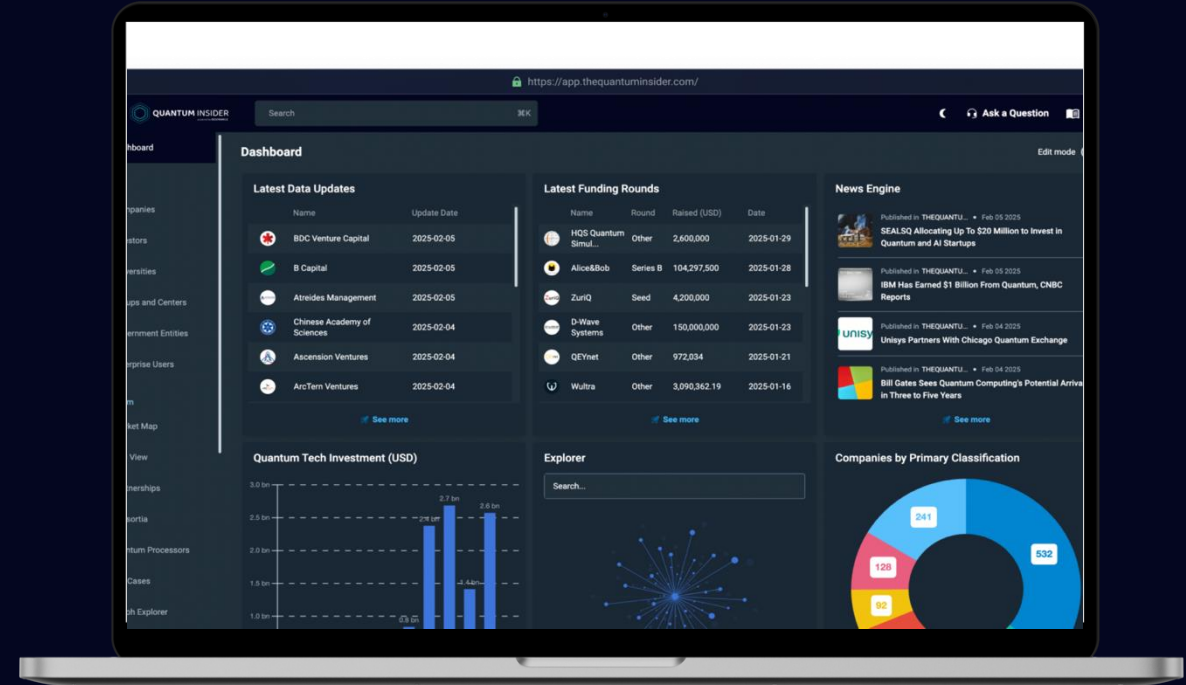 https://app.thequantuminsider.com/
QUANTUM INSIDER
Search
⌘K
Ask a Question
hboard
Dashboard
Edit mode
npanies
estors
versities
ups and Centers
ernment Entities
erprise Users
m
ket Map
View
tnerships
sortia
ntum Processors
Cases
ph Explorer
Latest Data Updates
Name Update Date
BDC Venture Capital 2025-02-05
B Capital 2025-02-05
Atreides Management 2025-02-05
Chinese Academy of
Sciences 2025-02-04
Ascension Ventures 2025-02-04
ArcTern Ventures 2025-02-04
See more
Latest Funding Rounds
Name Round Raised (USD) Date
HQS Quantum
Simul... Other 2,600,000 2025-01-29
Alice&Bob Series B 104,297,500 2025-01-28
ZuriQ Seed 4,200,000 2025-01-23
D-Wave
Systems Other 150,000,000 2025-01-23
QEYnet Other 972,034 2025-01-21
Wultra Other 3,090,362.19 2025-01-16
See more
News Engine
Published in THEQUANTU... • Feb 05 2025
SEALSQ Allocating Up To $20 Million to Invest in
Quantum and AI Startups
Published in THEQUANTU... • Feb 05 2025
IBM Has Earned $1 Billion From Quantum, CNBC
Reports
Published in THEQUANTU... • Feb 04 2025
Unisys Partners With Chicago Quantum Exchange
UNISY
Published in THEQUANTU... • Feb 04 2025
Bill Gates Sees Quantum Computing's Potential Arriva
in Three to Five Years
See more
Quantum Tech Investment (USD)
3.0 bn
2.7 bn
2.6 bn
2.5 bn
2.4 bn
2.0 bn
1.5 bn
1.4 bn
1.0 bn
0.8 bn
Explorer
Search...
Companies by Primary Classification
241
532
128
92